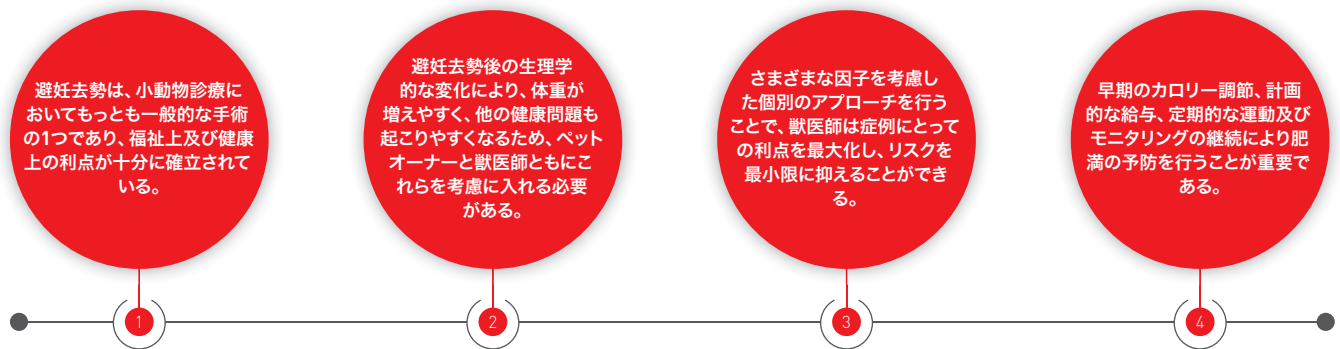 避妊去勢は、小動物診療に
おいてもっとも一般的な手術
の1つであり、福祉上及び健康
上の利点が十分に確立されて
いる。
避妊去勢後の生理学
的な変化により、体重が
増えやすく、他の健康問題も
起こりやすくなるため、ペット
オーナーと獣医師ともにこ
れらを考慮に入れる必要
がある。
さまざまな因子を考慮し
た個別のアプローチを行う
ことで、獣医師は症例にとって
の利点を最大化し、リスクを
最小限に抑えることができ
る。
早期のカロリー調節、計画
的な給与、定期的な運動及び
モニタリングの継続により肥
満の予防を行うことが重要で
ある。
1
2
3
4